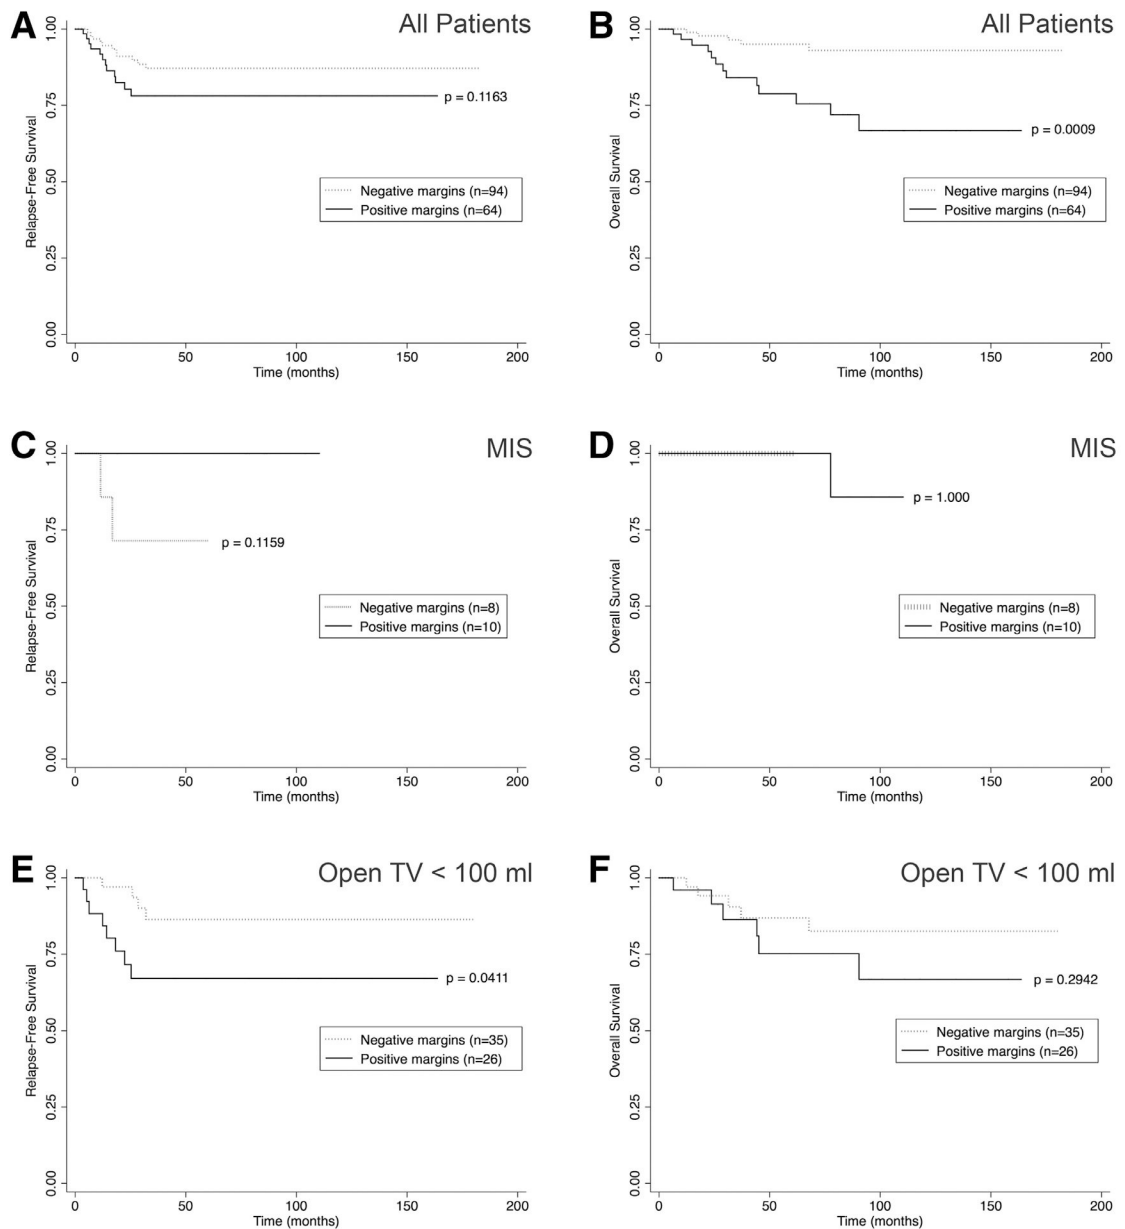 A
All Patients
Relapse-Free Survival
1.00
0.75
0.50
0.25
0.00
p = 0.1163
Negative margins (n=94)
Positive margins (n=64)
0 50 100 150 200
Time (months)
B
All Patients
Overall Survival
1.00
0.75
0.50
0.25
0.00
p = 0.0009
Negative margins (n=94)
Positive margins (n=64)
0 50 100 150 200
Time (months)
C
MIS
Relapse-Free Survival
1.00
0.75
0.50
0.25
0.00
p = 0.1159
Negative margins (n=8)
Positive margins (n=10)
0 50 100 150 200
Time (months)
D
MIS
Overall Survival
1.00
0.75
0.50
0.25
0.00
p = 1.000
Negative margins (n=8)
Positive margins (n=10)
0 50 100 150 200
Time (months)
E
Open TV < 100 ml
Relapse-Free Survival
1.00
0.75
0.50
0.25
0.00
p = 0.0411
Negative margins (n=35)
Positive margins (n=26)
0 50 100 150 200
Time (months)
F
Open TV < 100 ml
Overall Survival
1.00
0.75
0.50
0.25
0.00
p = 0.2942
Negative margins (n=35)
Positive margins (n=26)
0 50 100 150 200
Time (months)